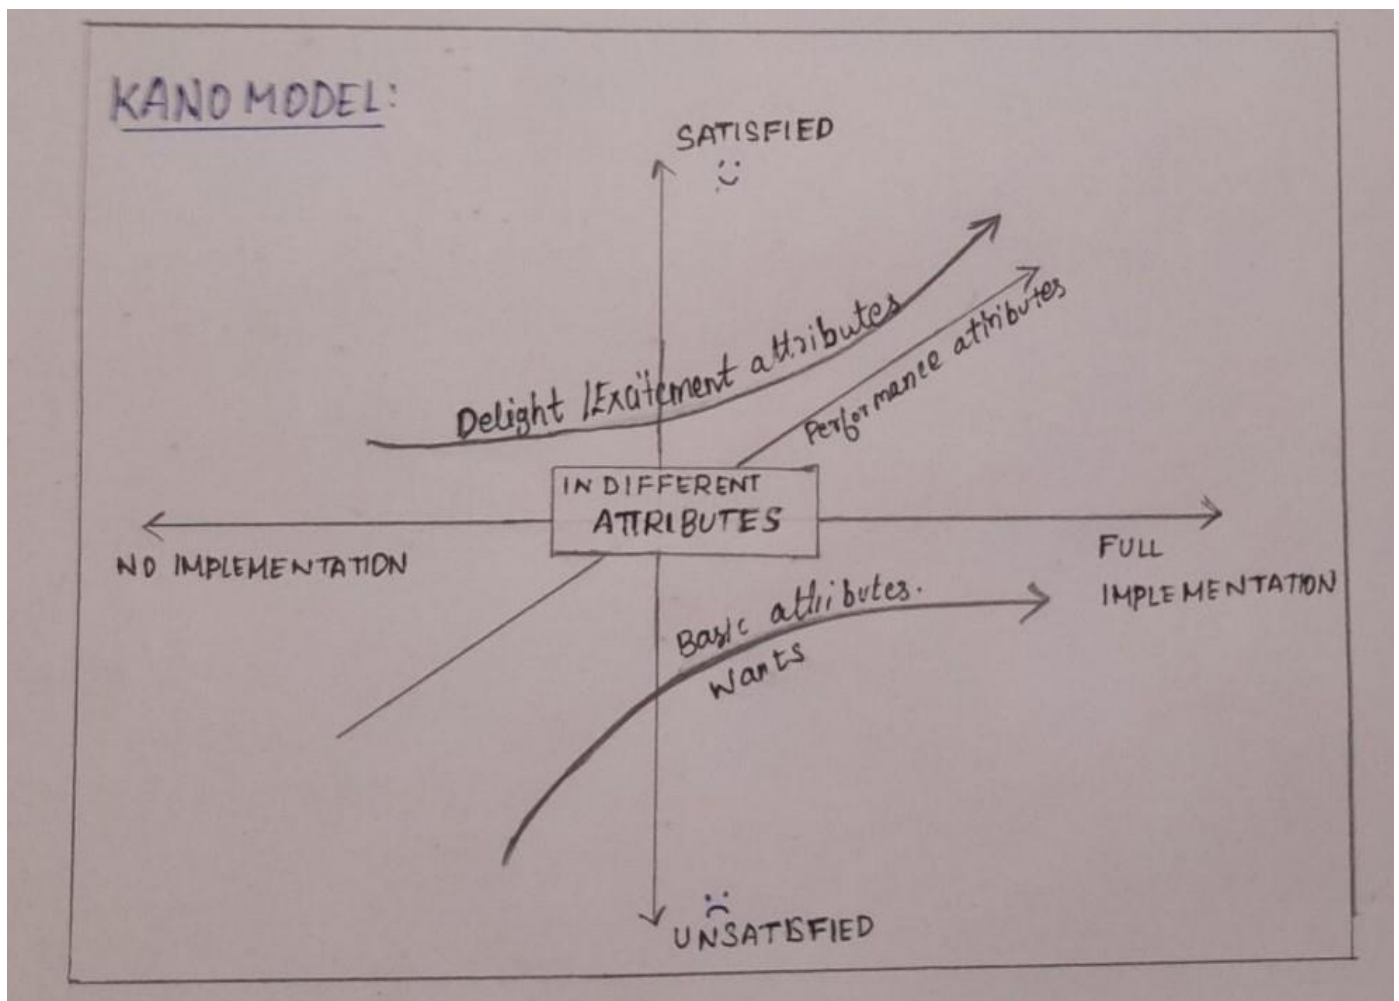 KANO MODEL:
SATISFIED
Delight /Excitement attributes
Performance attributes
IN DIFFERENT
ATTRIBUTES
NO IMPLEMENTATION
FULL
IMPLEMENTATION
Basic attributes.
Wants
UNSATISFIED